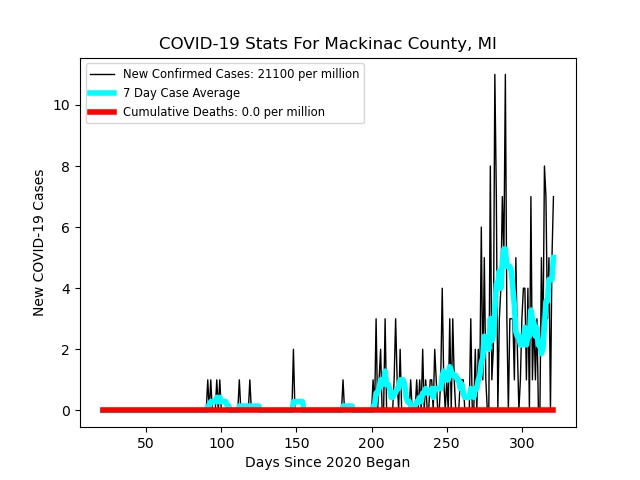 COVID-19 Stats For Mackinac County, MI
New Confirmed Cases: 21100 per million
7 Day Case Average
Cumulative Deaths: 0.0 per million
New COVID-19 Cases
10
8
6
4
2
0
50 100 150 200 250 300
Days Since 2020 Began